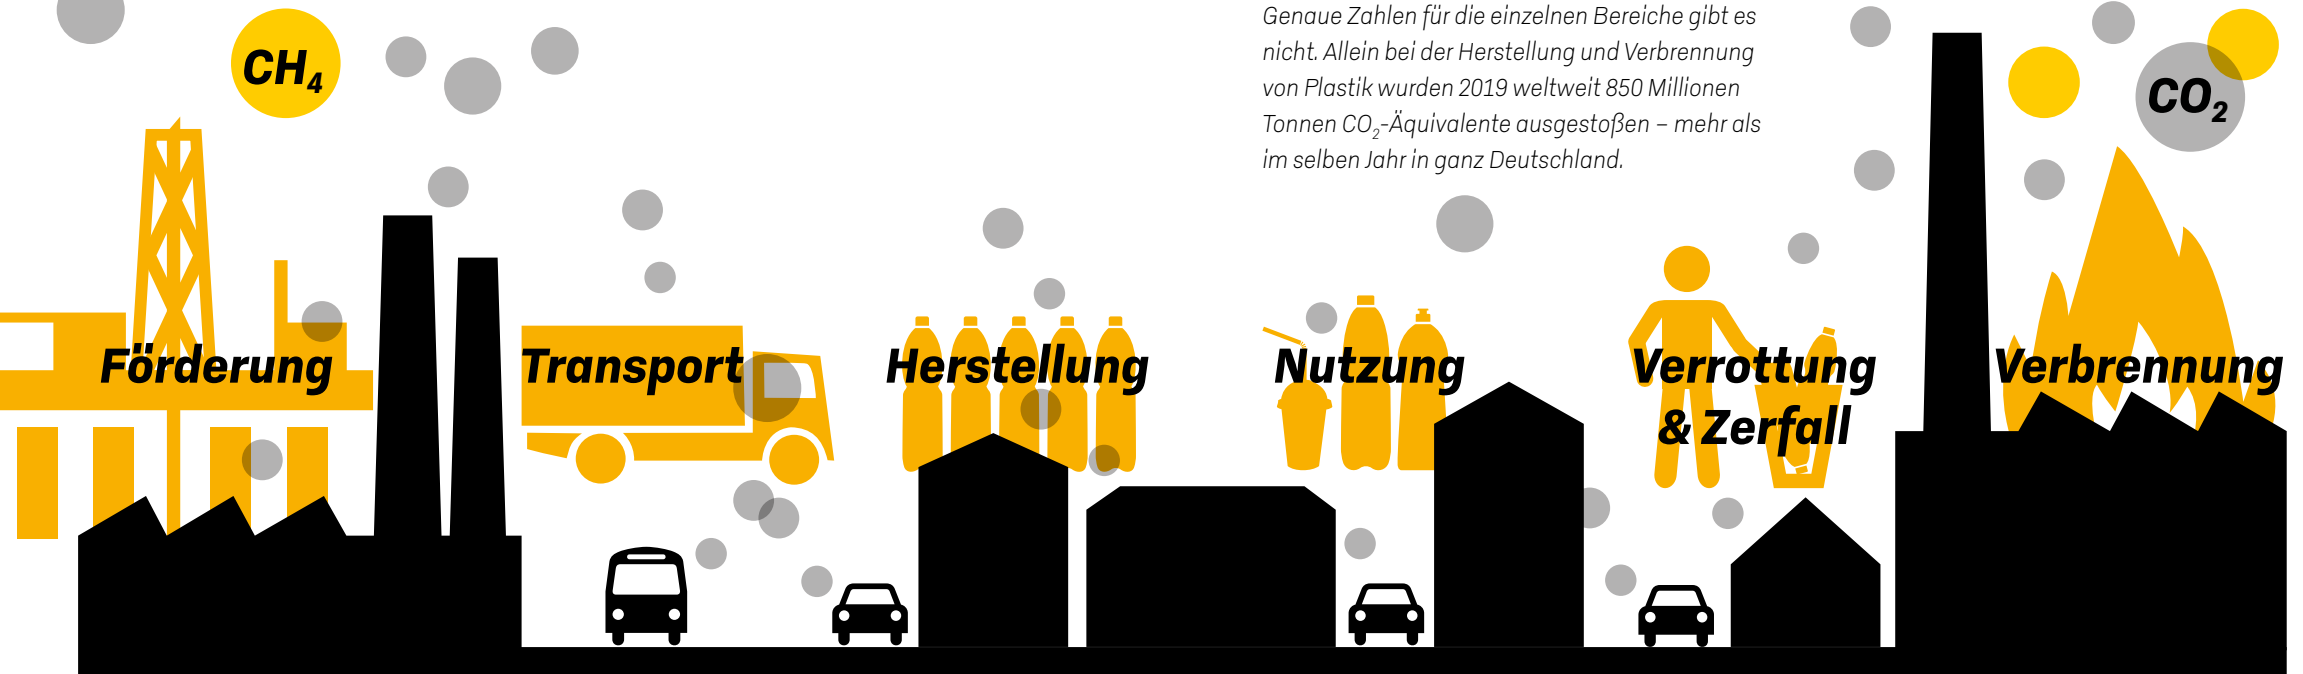 Genaue Zahlen für die einzelnen Bereiche gibt es
nicht. Allein bei der Herstellung und Verbrennung
von Plastik wurden 2019 weltweit 850 Millionen
Tonnen CO₂-Äquivalente ausgestoßen – mehr als
im selben Jahr in ganz Deutschland.
CH₄
CO₂
Förderung
Transport
Herstellung
Nutzung
Verrottung
& Zerfall
Verbrennung